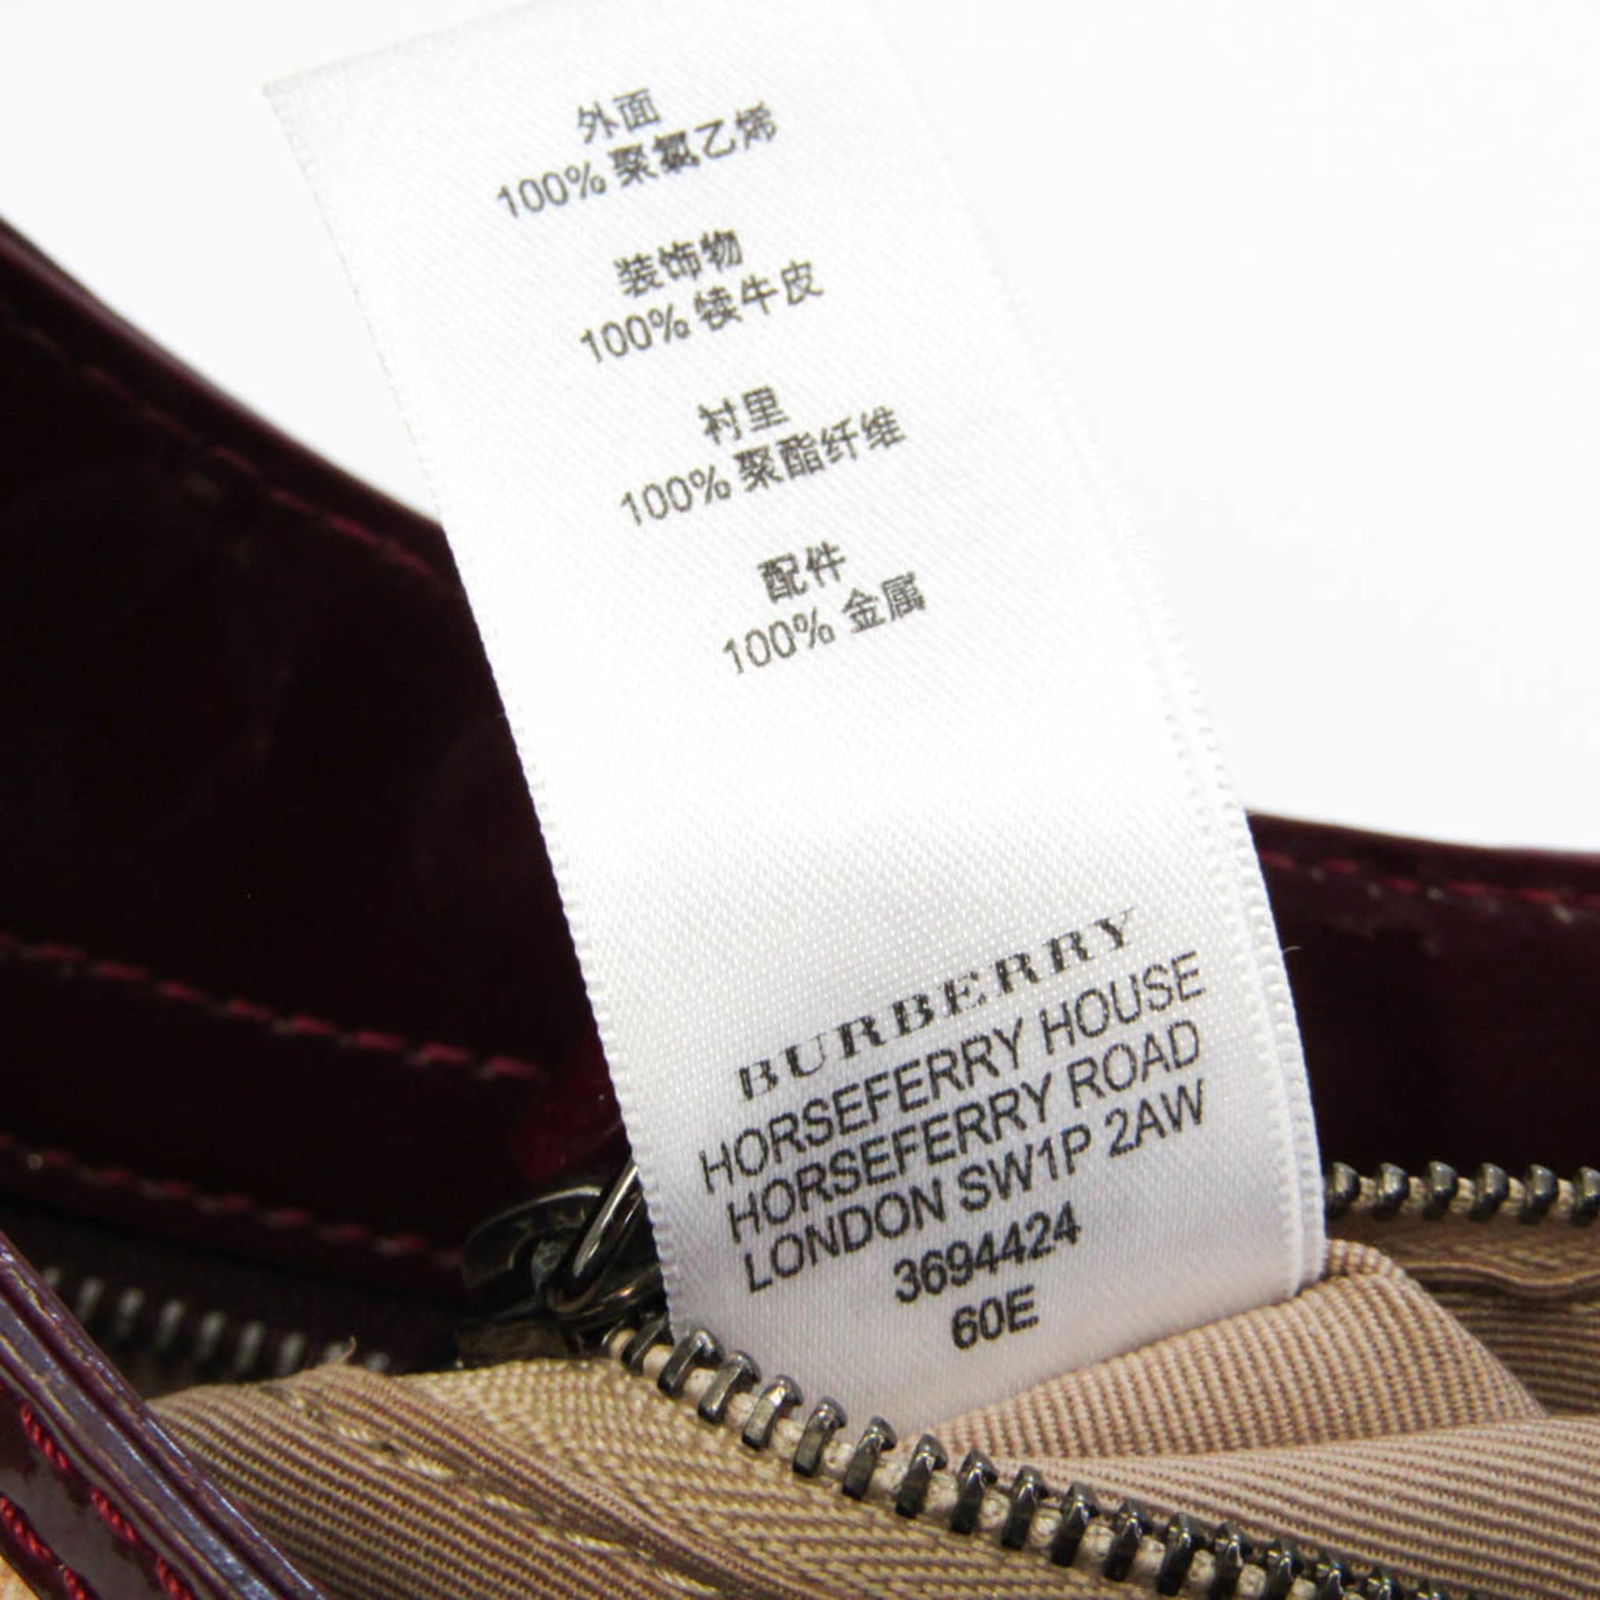 外面
100% 聚氯乙烯
装饰物
100% 犊牛皮
衬里
100% 聚酯纤维
配件
100% 金属
BURBERRY
HORSEFERRY HOUSE
HORSEFERRY ROAD
LONDON SW1P 2AW
3694424
60E